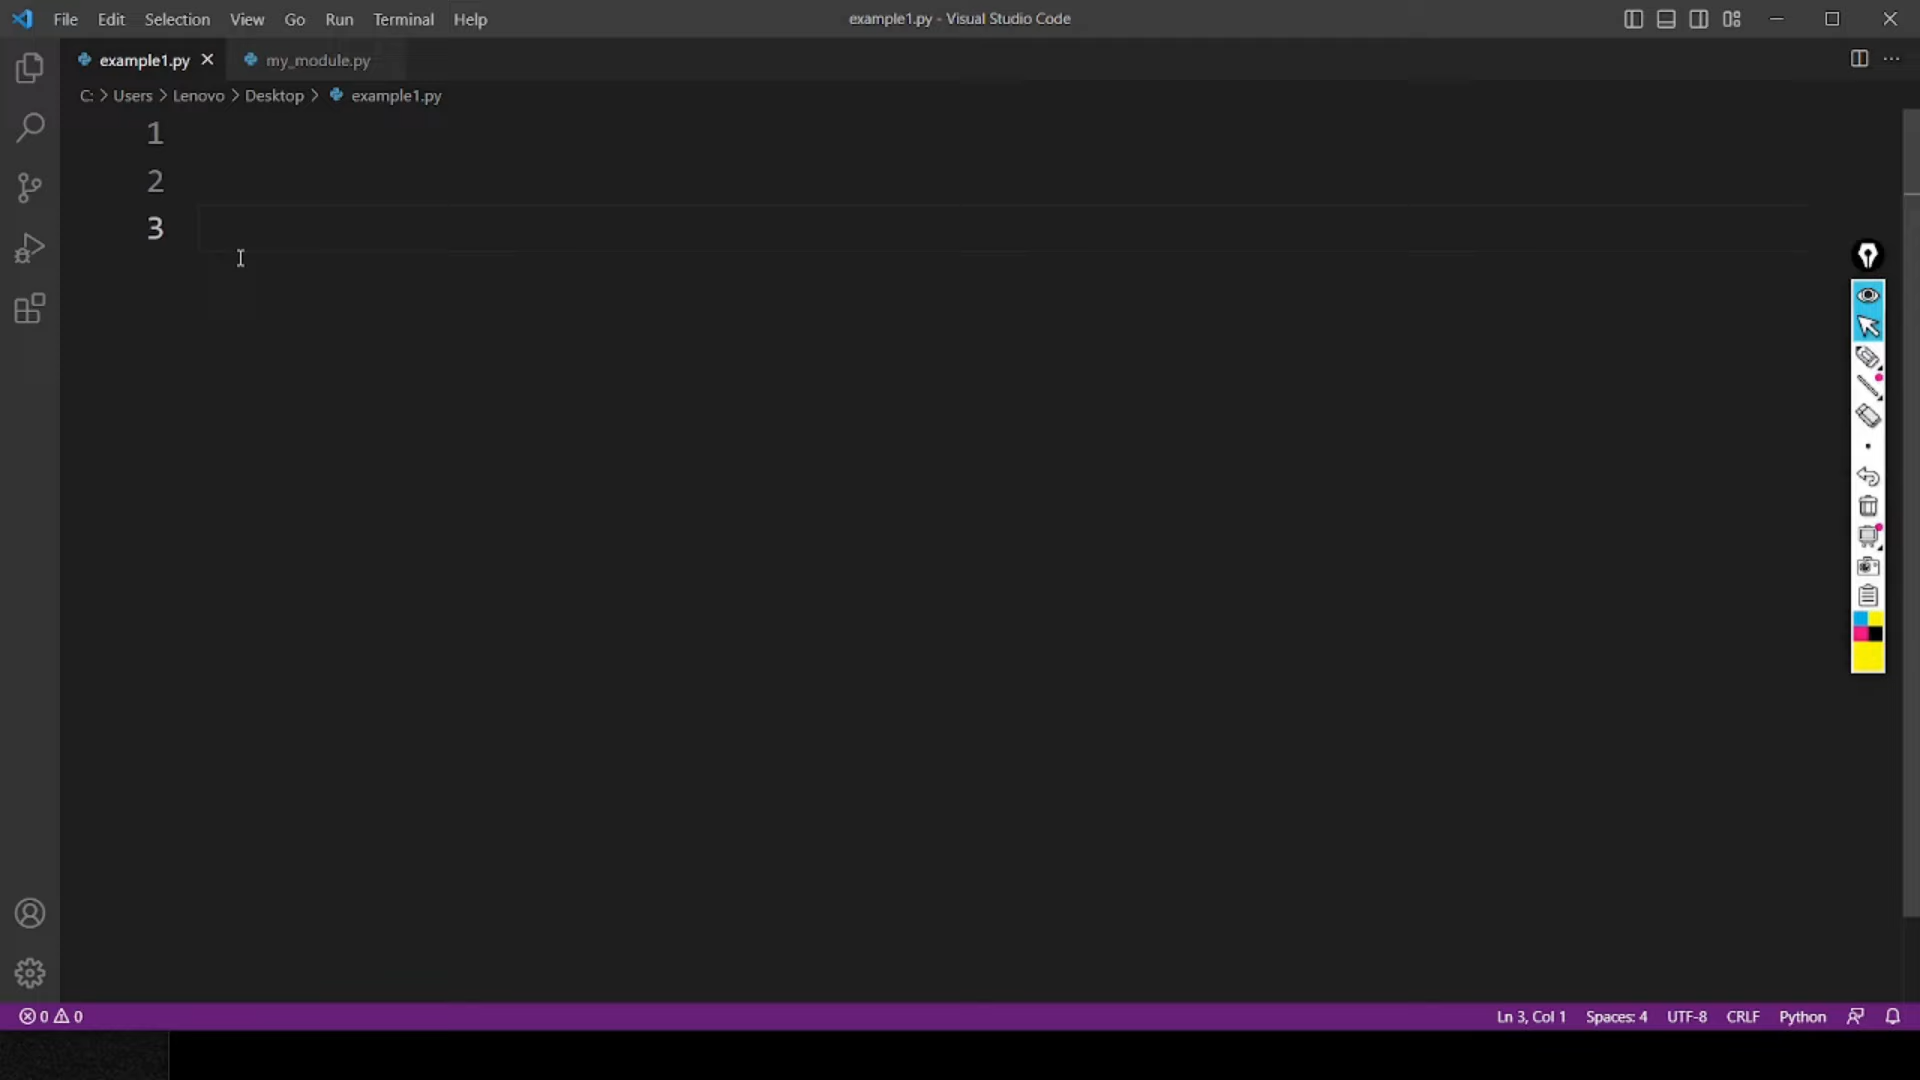 File Edit Selection View Go Run Terminal Help example1.py - Visual Studio Code
example1.py my_module.py
C: > Users > Lenovo > Desktop > example1.py
1
2
3
0 0 Ln 3, Col 1 Spaces: 4 UTF-8 CRLF Python